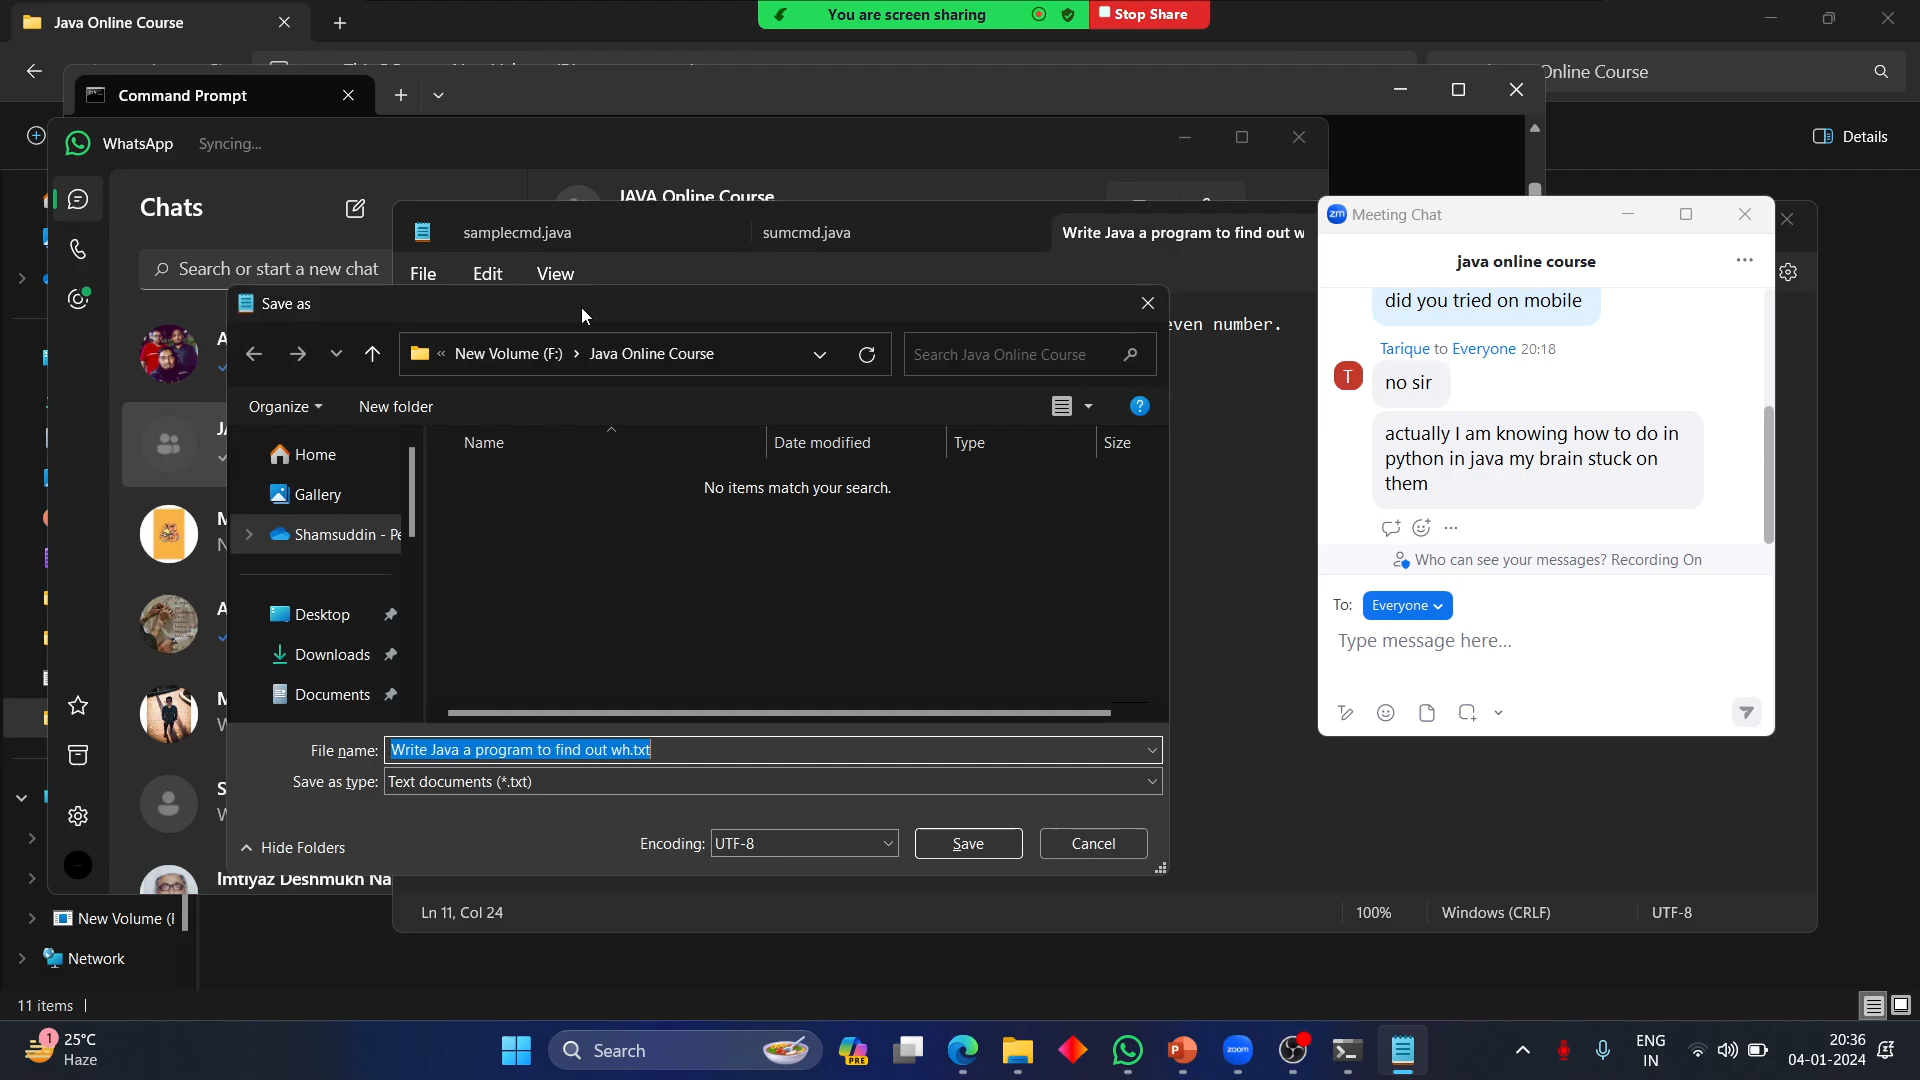 Java Online Course
You are screen sharing
Stop Share
Online Course
Command Prompt
Details
WhatsApp
Syncing...
Chats
JAVA Online Course
Search or start a new chat
samplecmd.java
sumcmd.java
Write Java a program to find out w
File
Edit
View
even number.
Save as
New Volume (F:)
Java Online Course
Search Java Online Course
Organize
New folder
Name
Date modified
Type
Size
No items match your search.
Home
Gallery
Shamsuddin - Pe
Desktop
Downloads
Documents
File name:
Write Java a program to find out wh.txt
Save as type:
Text documents (*.txt)
Hide Folders
Encoding:
UTF-8
Save
Cancel
Imtiyaz Deshmukh Na
Ln 11, Col 24
100%
Windows (CRLF)
UTF-8
zm
Meeting Chat
java online course
did you tried on mobile
Tarique to Everyone 20:18
T
no sir
actually I am knowing how to do in
python in java my brain stuck on
them
Who can see your messages? Recording On
To:
Everyone
Type message here...
New Volume (F
Network
11 items
1
25°C
Haze
Search
PRE
zoom
ENG
IN
20:36
04-01-2024